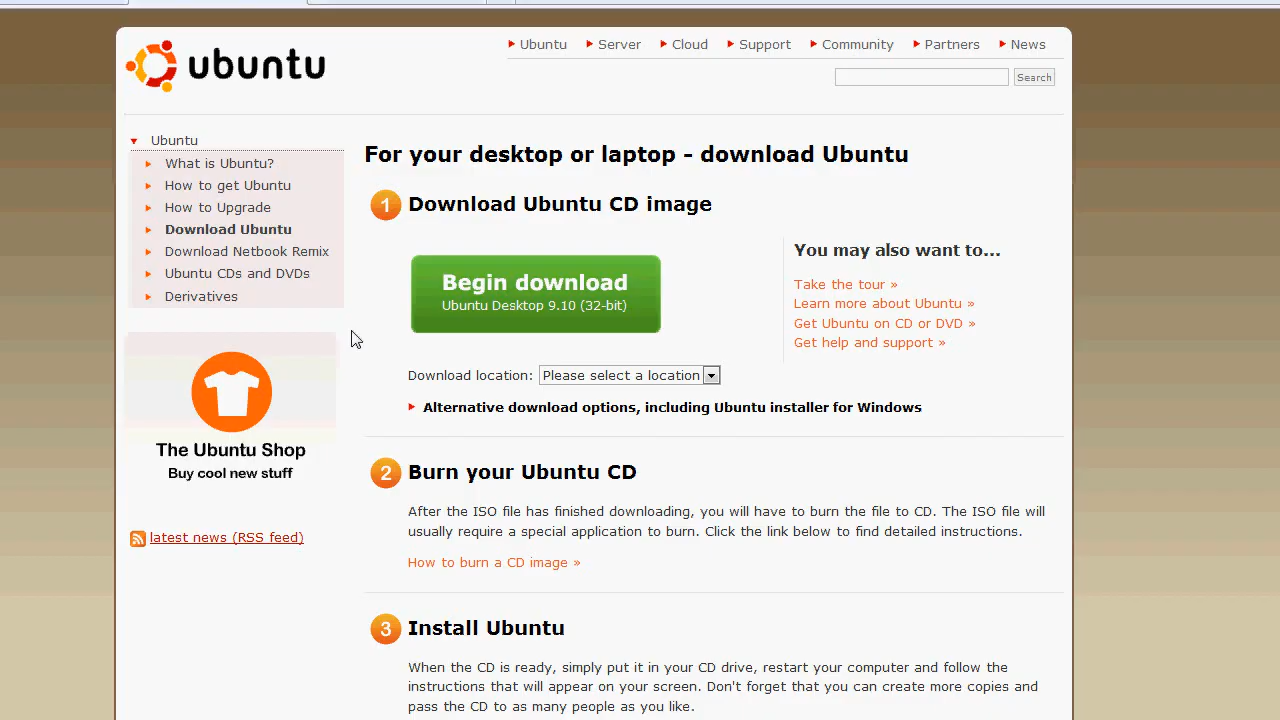 ubuntu
Ubuntu
Server
Cloud
Support
Community
Partners
News
Search
Ubuntu
What is Ubuntu?
How to get Ubuntu
How to Upgrade
Download Ubuntu
Download Netbook Remix
Ubuntu CDs and DVDs
Derivatives
The Ubuntu Shop
Buy cool new stuff
latest news (RSS feed)
For your desktop or laptop - download Ubuntu
1 Download Ubuntu CD image
Begin download
Ubuntu Desktop 9.10 (32-bit)
You may also want to...
Take the tour »
Learn more about Ubuntu »
Get Ubuntu on CD or DVD »
Get help and support »
Download location: Please select a location
Alternative download options, including Ubuntu installer for Windows
2 Burn your Ubuntu CD
After the ISO file has finished downloading, you will have to burn the file to CD. The ISO file will
usually require a special application to burn. Click the link below to find detailed instructions.
How to burn a CD image »
3 Install Ubuntu
When the CD is ready, simply put it in your CD drive, restart your computer and follow the
instructions that will appear on your screen. Don't forget that you can create more copies and
pass the CD to as many people as you like.